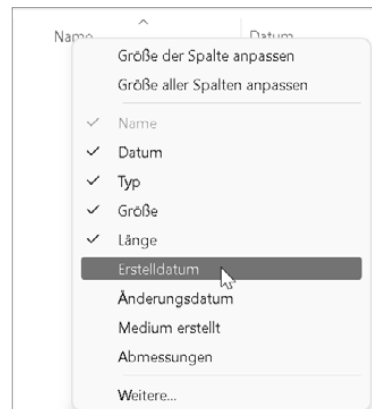 Name Datum
Größe der Spalte anpassen
Größe aller Spalten anpassen
Name
Datum
Typ
Größe
Länge
Erstelldatum
Änderungsdatum
Medium erstellt
Abmessungen
Weitere...